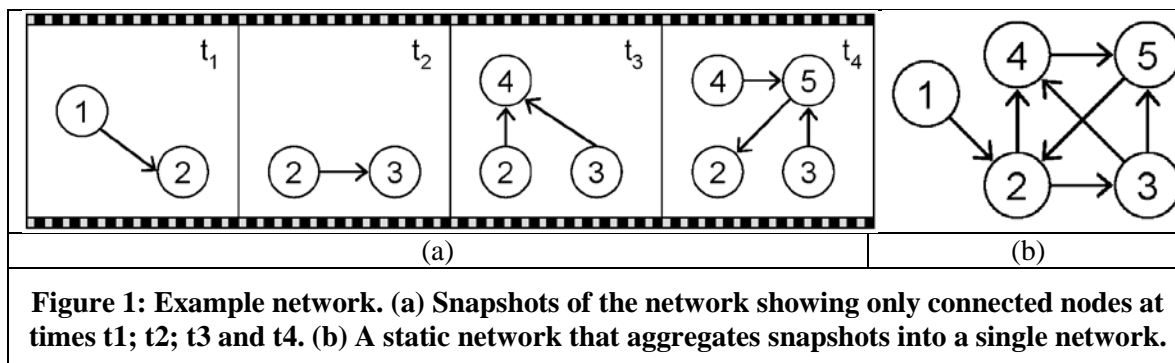 t1
1
2
t2
2 3
t3
4
2 3
t4
4 5
2 3
4 5
1
2 3
(a) (b)
Figure 1: Example network. (a) Snapshots of the network showing only connected nodes at
times t1; t2; t3 and t4. (b) A static network that aggregates snapshots into a single network.